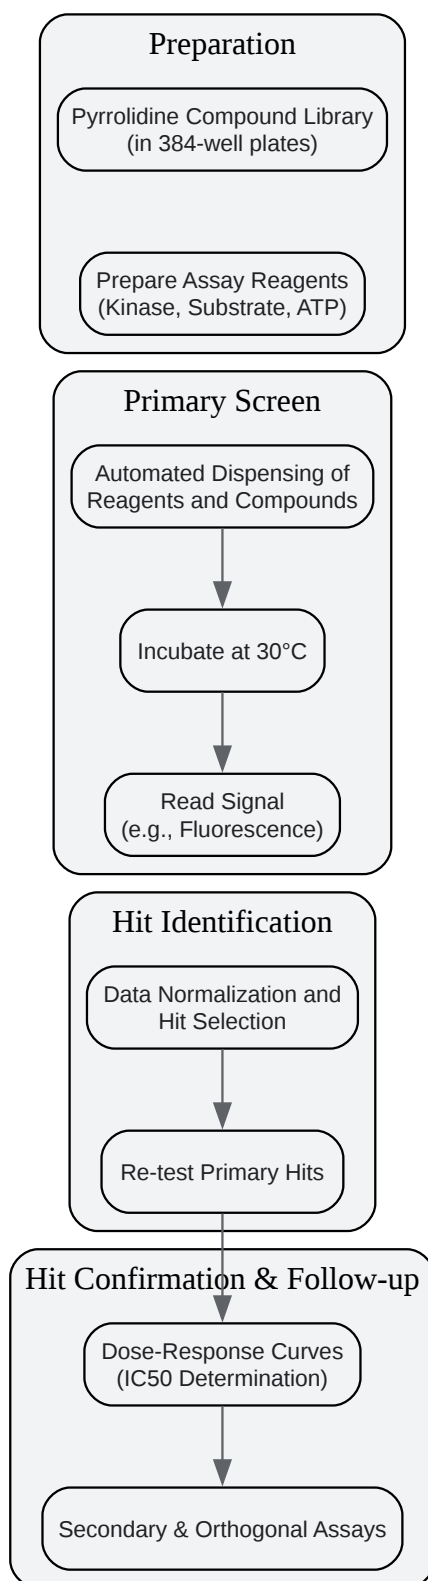 Preparation
Pyrrolidine Compound Library
(in 384-well plates)
Prepare Assay Reagents
(Kinase, Substrate, ATP)
Primary Screen
Automated Dispensing of
Reagents and Compounds
Incubate at 30°C
Read Signal
(e.g., Fluorescence)
Hit Identification
Data Normalization and
Hit Selection
Re-test Primary Hits
Hit Confirmation & Follow-up
Dose-Response Curves
(IC50 Determination)
Secondary & Orthogonal Assays